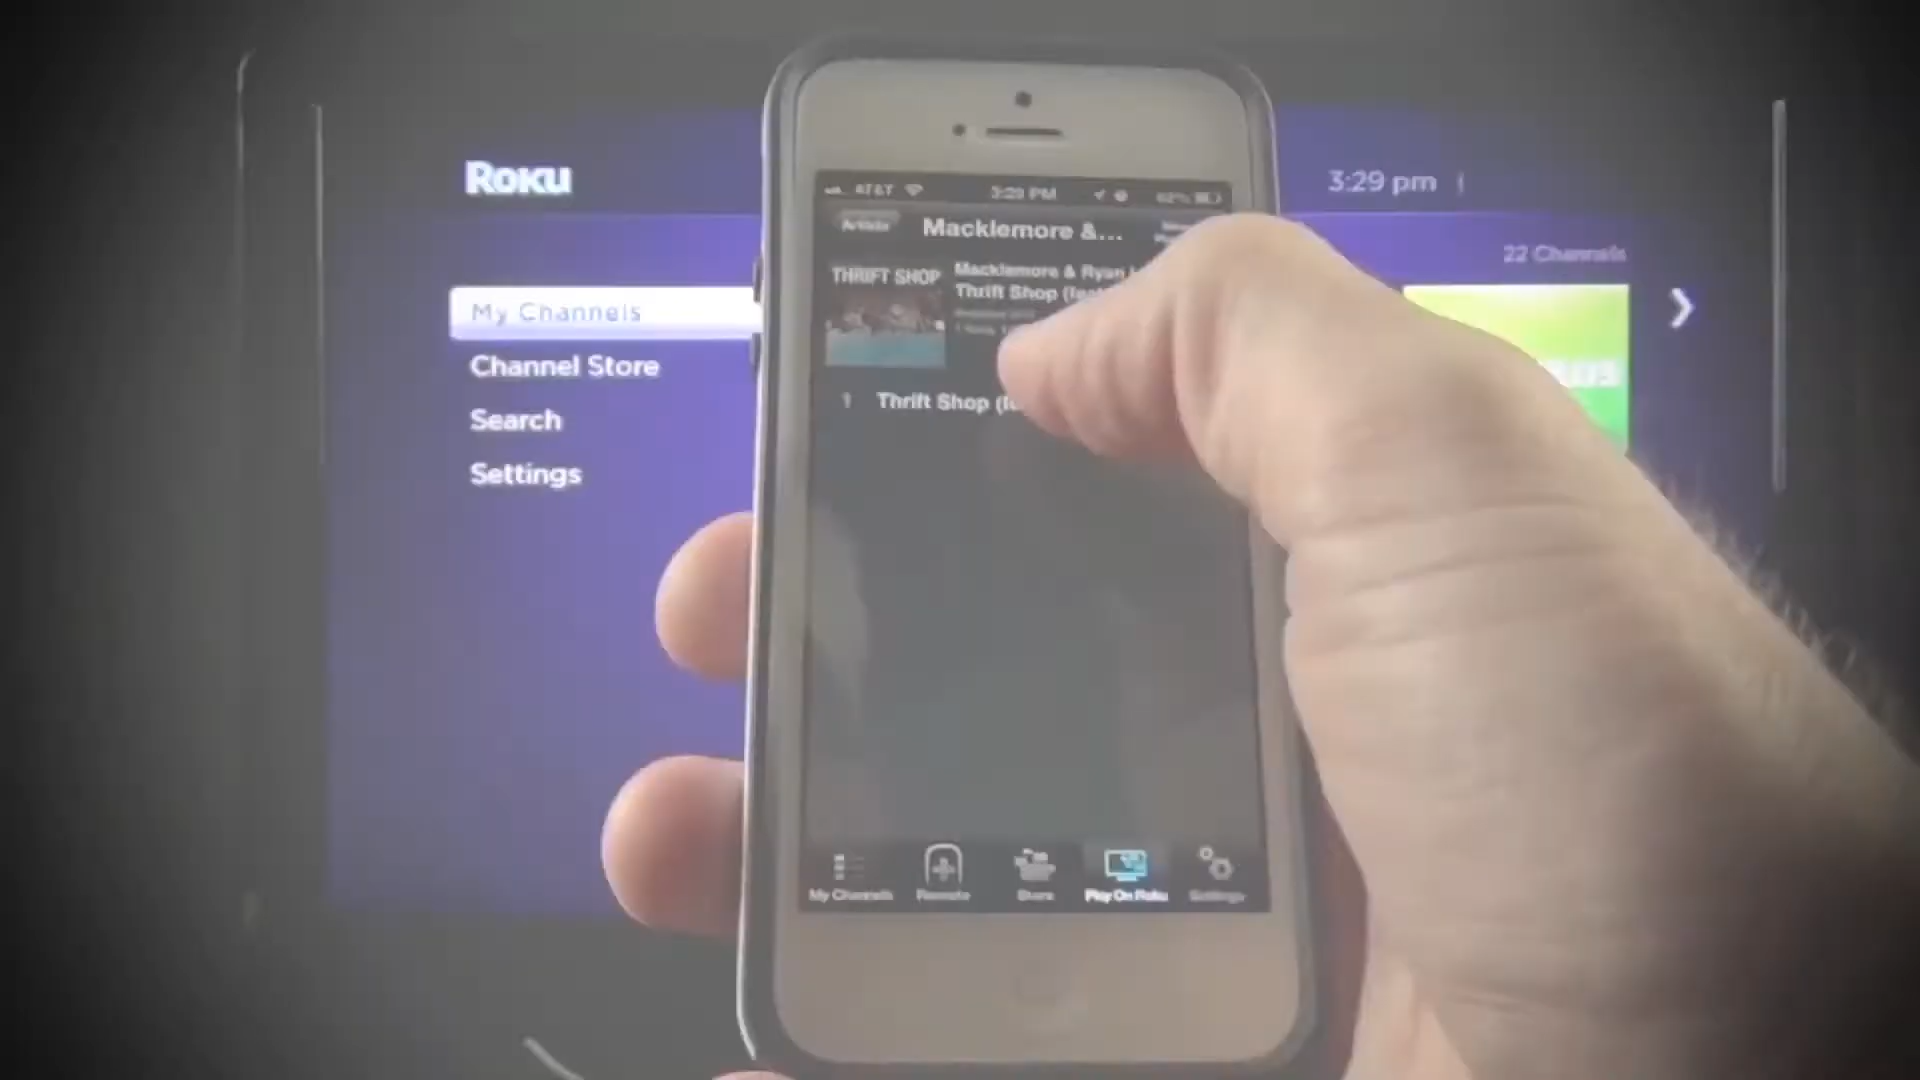 Roku
3:29 pm
22 Channels
My Channels
Channel Store
Search
Settings
AT&T
3:29 PM
62%
Artists
Macklemore &...
THRIFT SHOP
Macklemore & Ryan
Thrift Shop
1 Thrift Shop
My Channels
Remote
Store
Play On Roku
Settings